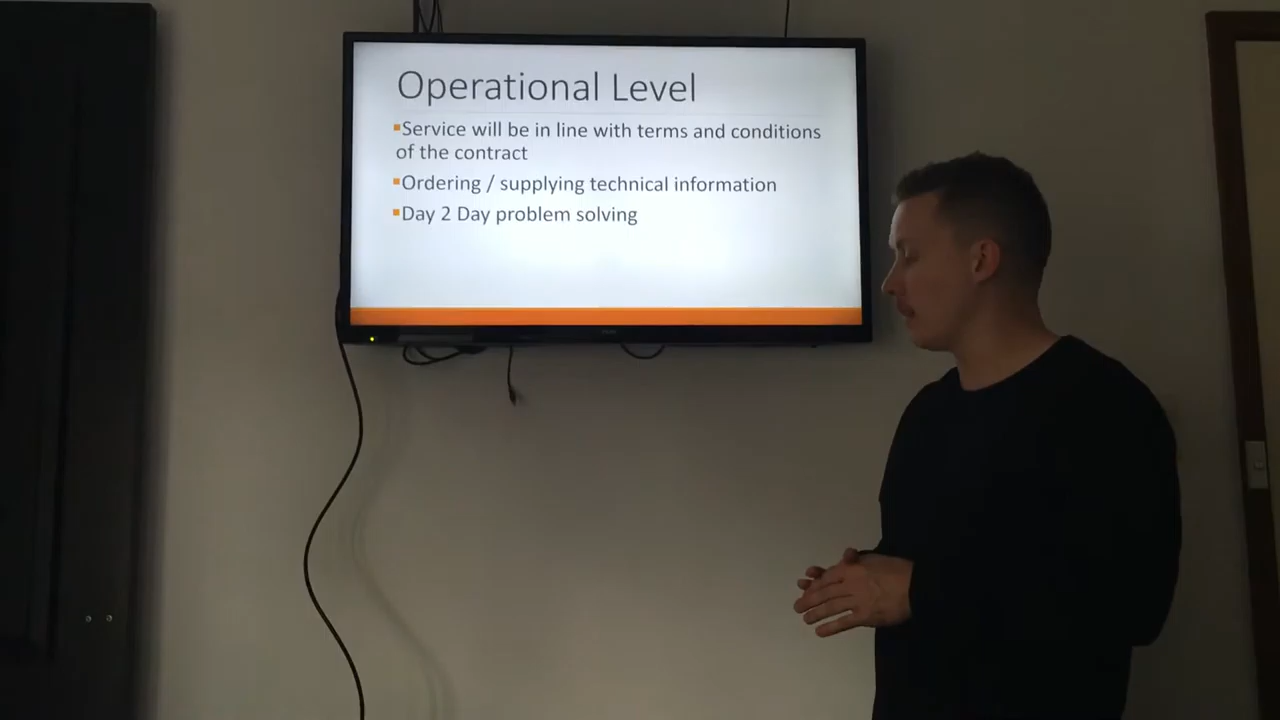 Operational Level
▪Service will be in line with terms and conditions
of the contract
▪Ordering / supplying technical information
▪Day 2 Day problem solving